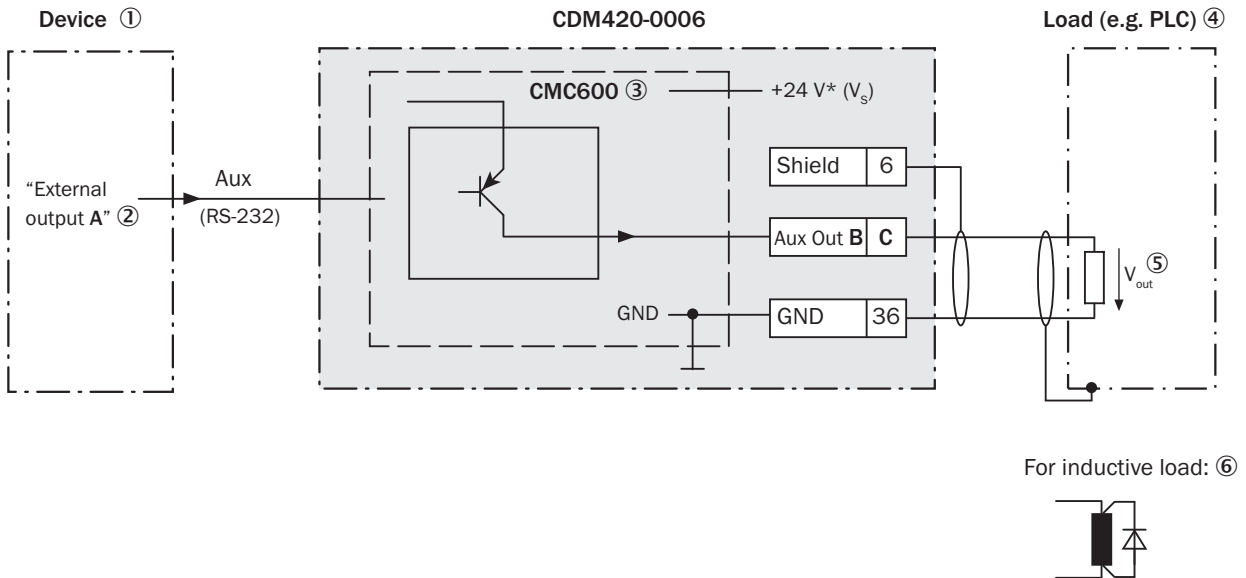 Device ①
CDM420-0006
Load (e.g. PLC) ④
CMC600 ③
+24 V* (VS)
Shield 6
"External
output A" ②
Aux
(RS-232)
Aux Out B C
Vout ⑤
GND
GND 36
For inductive load: ⑥